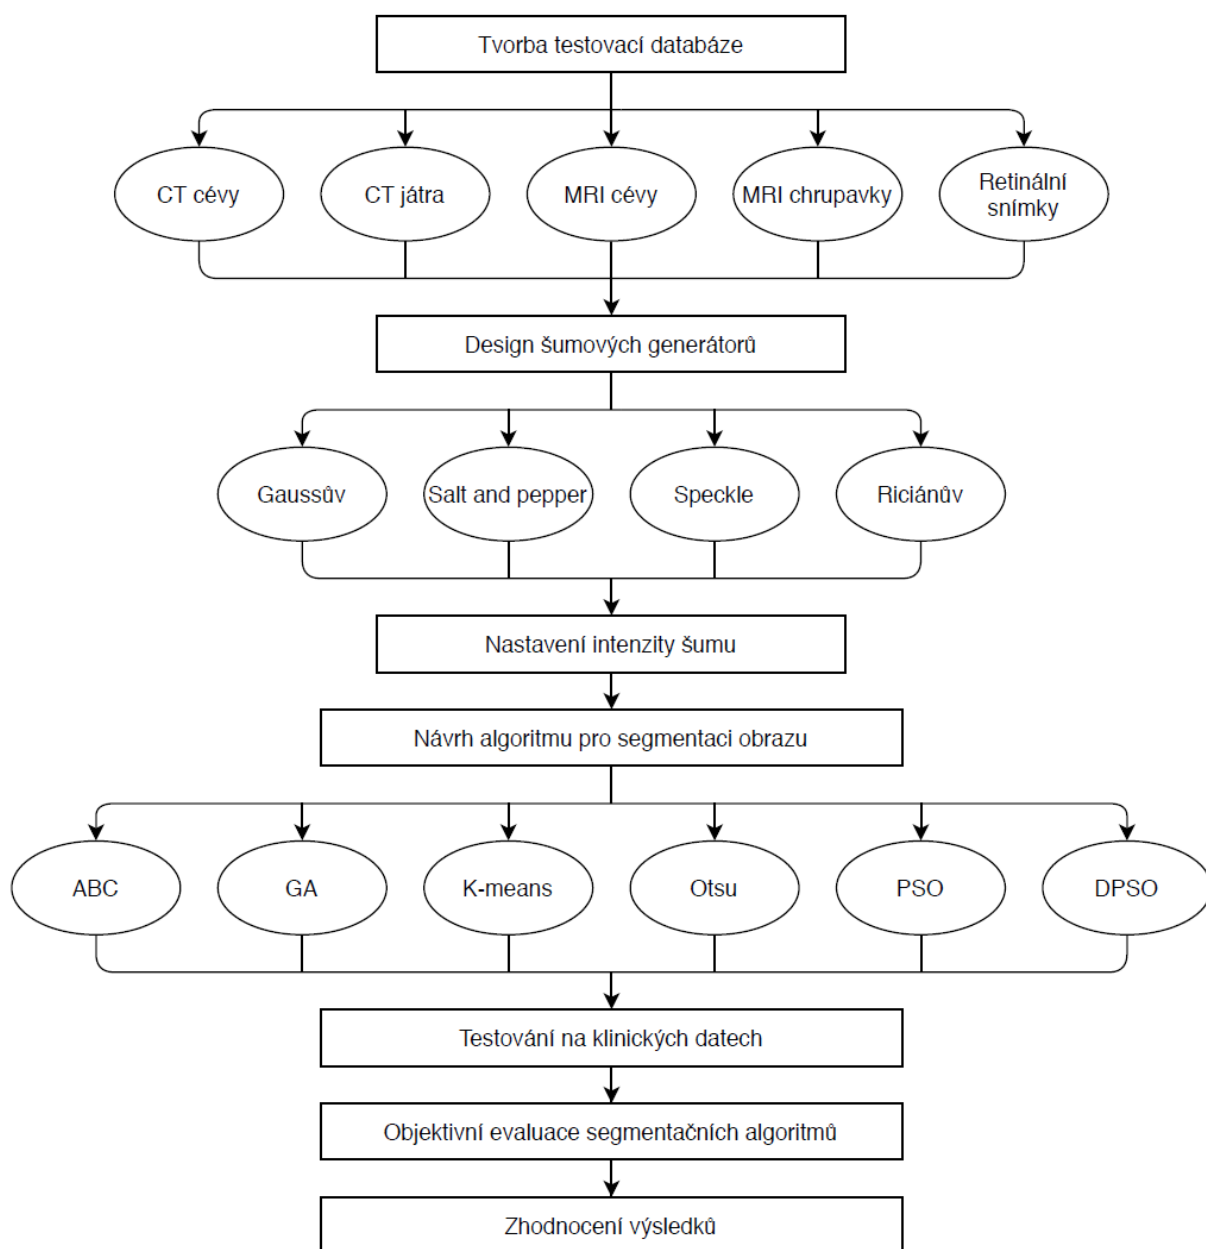 Tvorba testovací databáze
CT cévy
CT játra
MRI cévy
MRI chrupavky
Retinální
snímky
Design šumových generátorů
Gaussův
Salt and pepper
Speckle
Riciánův
Nastavení intenzity šumu
Návrh algoritmu pro segmentaci obrazu
ABC
GA
K-means
Otsu
PSO
DPSO
Testování na klinických datech
Objektivní evaluace segmentačních algoritmů
Zhodnocení výsledků